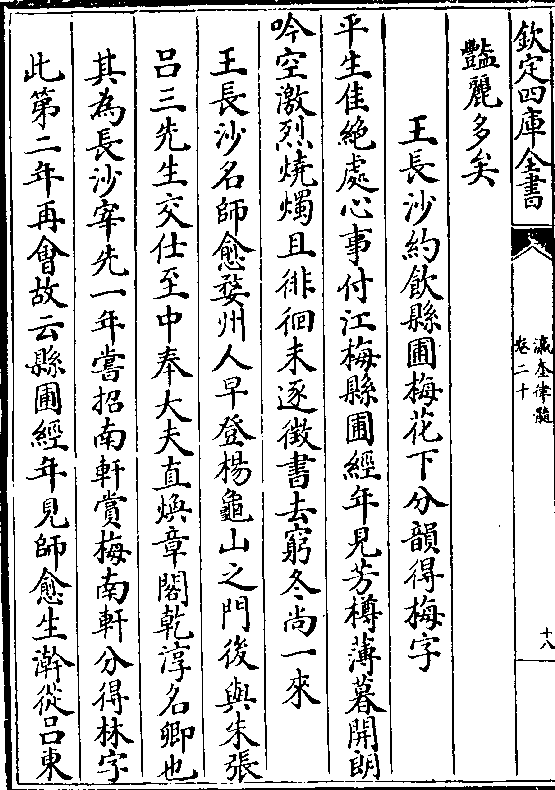 欽定四庫全書
瀛奎律髓
卷二十
十八
豔麗多矣
王長沙約飲縣圃梅花下分韻得梅字
平生佳絶處心事付江梅縣圃經年見芳樽薄暮開朗
吟空激烈燒燭且徘徊未逐徵書去窮冬尚一來
王長沙名師愈婺州人早登楊龜山之門後與朱張
呂三先生交仕至中奉大夫直煥章閣乾淳名卿也
其為長沙宰先一年嘗招南軒賞梅南軒分得林字
此第二年再會故云縣圃經年見師愈生澣從呂東